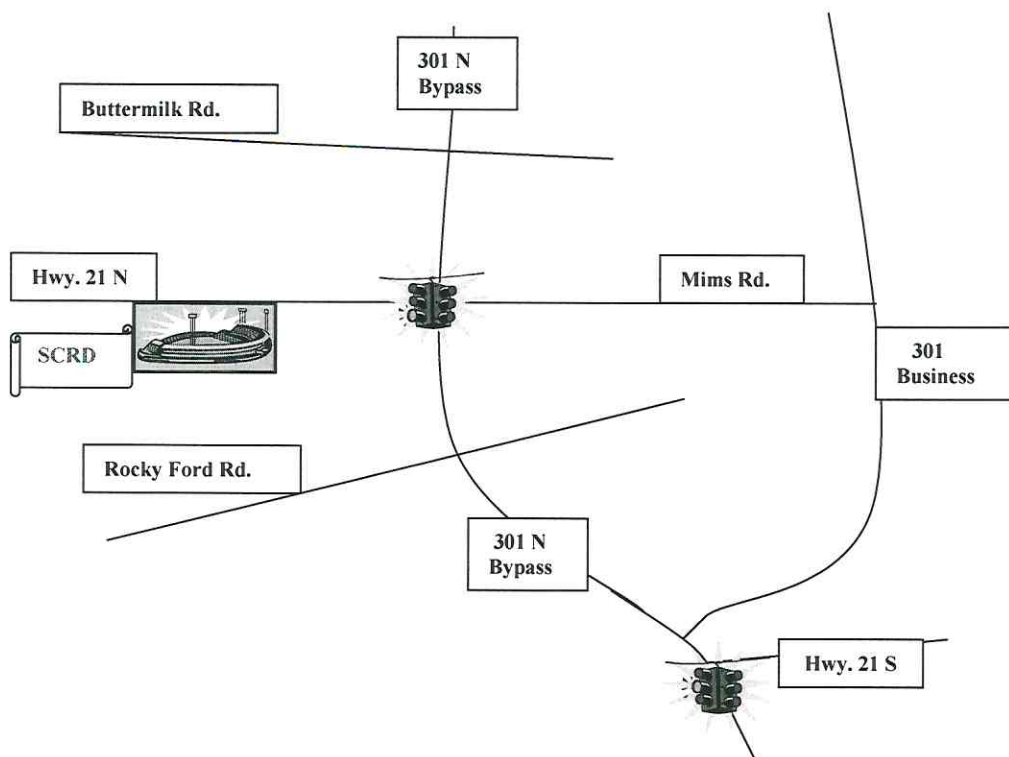 301 N
Bypass
Buttermilk Rd.
Hwy. 21 N
Mims Rd.
SCRD
301
Business
Rocky Ford Rd.
301 N
Bypass
Hwy. 21 S